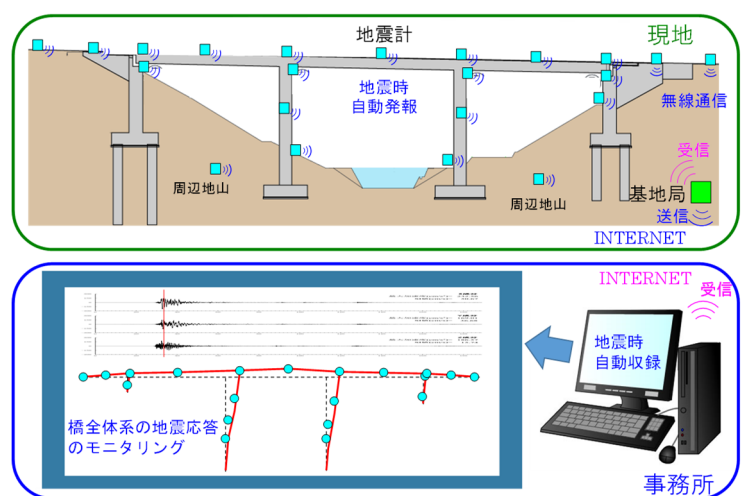 地震計
現地
地震時
自動発報
無線通信
受信
周辺地山
周辺地山
基地局
送信
INTERNET
INTERNET
受信
地震時
自動収録
橋全体系の地震応答
のモニタリング
事務所